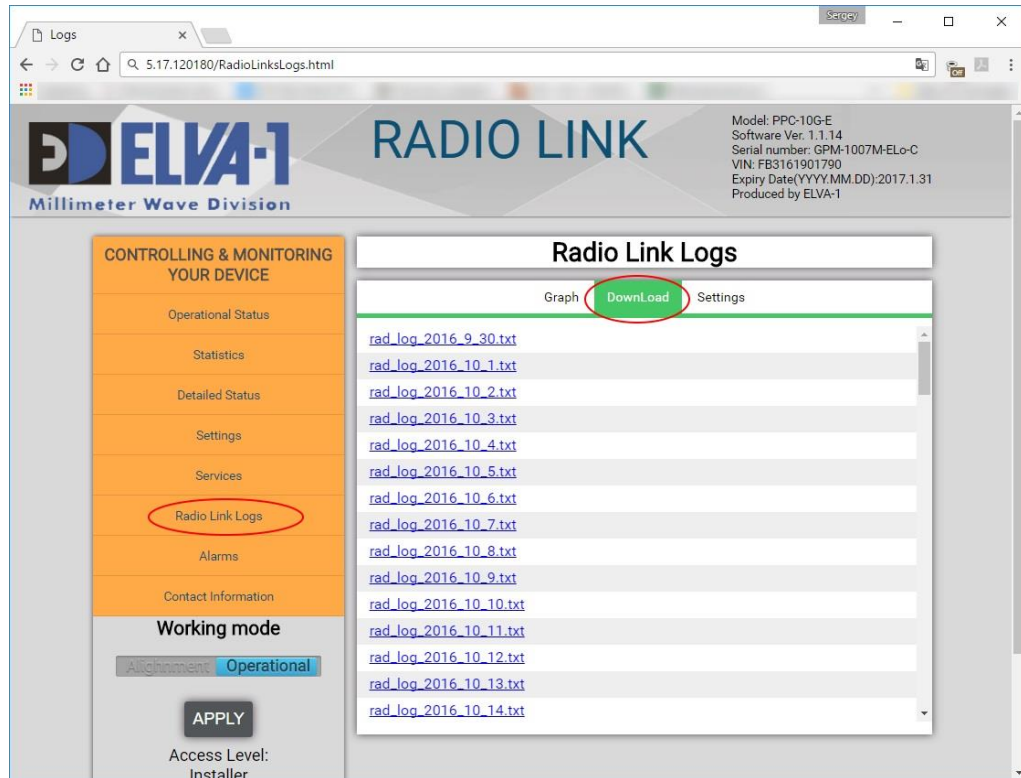 Sergey
Logs
5.17.120180/RadioLinksLogs.html
Off
ELVA-1
Millimeter Wave Division
RADIO LINK
Model: PPC-10G-E
Software Ver. 1.1.14
Serial number: GPM-1007M-ELo-C
VIN: FB3161901790
Expiry Date(YYYY.MM.DD):2017.1.31
Produced by ELVA-1
CONTROLLING & MONITORING
YOUR DEVICE
Operational Status
Statistics
Detailed Status
Settings
Services
Radio Link Logs
Alarms
Contact Information
Working mode
Alighnment Operational
APPLY
Access Level:
Installer
Radio Link Logs
Graph DownLoad Settings
rad_log_2016_9_30.txt
rad_log_2016_10_1.txt
rad_log_2016_10_2.txt
rad_log_2016_10_3.txt
rad_log_2016_10_4.txt
rad_log_2016_10_5.txt
rad_log_2016_10_6.txt
rad_log_2016_10_7.txt
rad_log_2016_10_8.txt
rad_log_2016_10_9.txt
rad_log_2016_10_10.txt
rad_log_2016_10_11.txt
rad_log_2016_10_12.txt
rad_log_2016_10_13.txt
rad_log_2016_10_14.txt